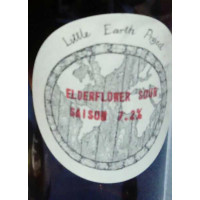 Little Earth Project
ELDERFLOWER SOUR
SAISON 7.2%